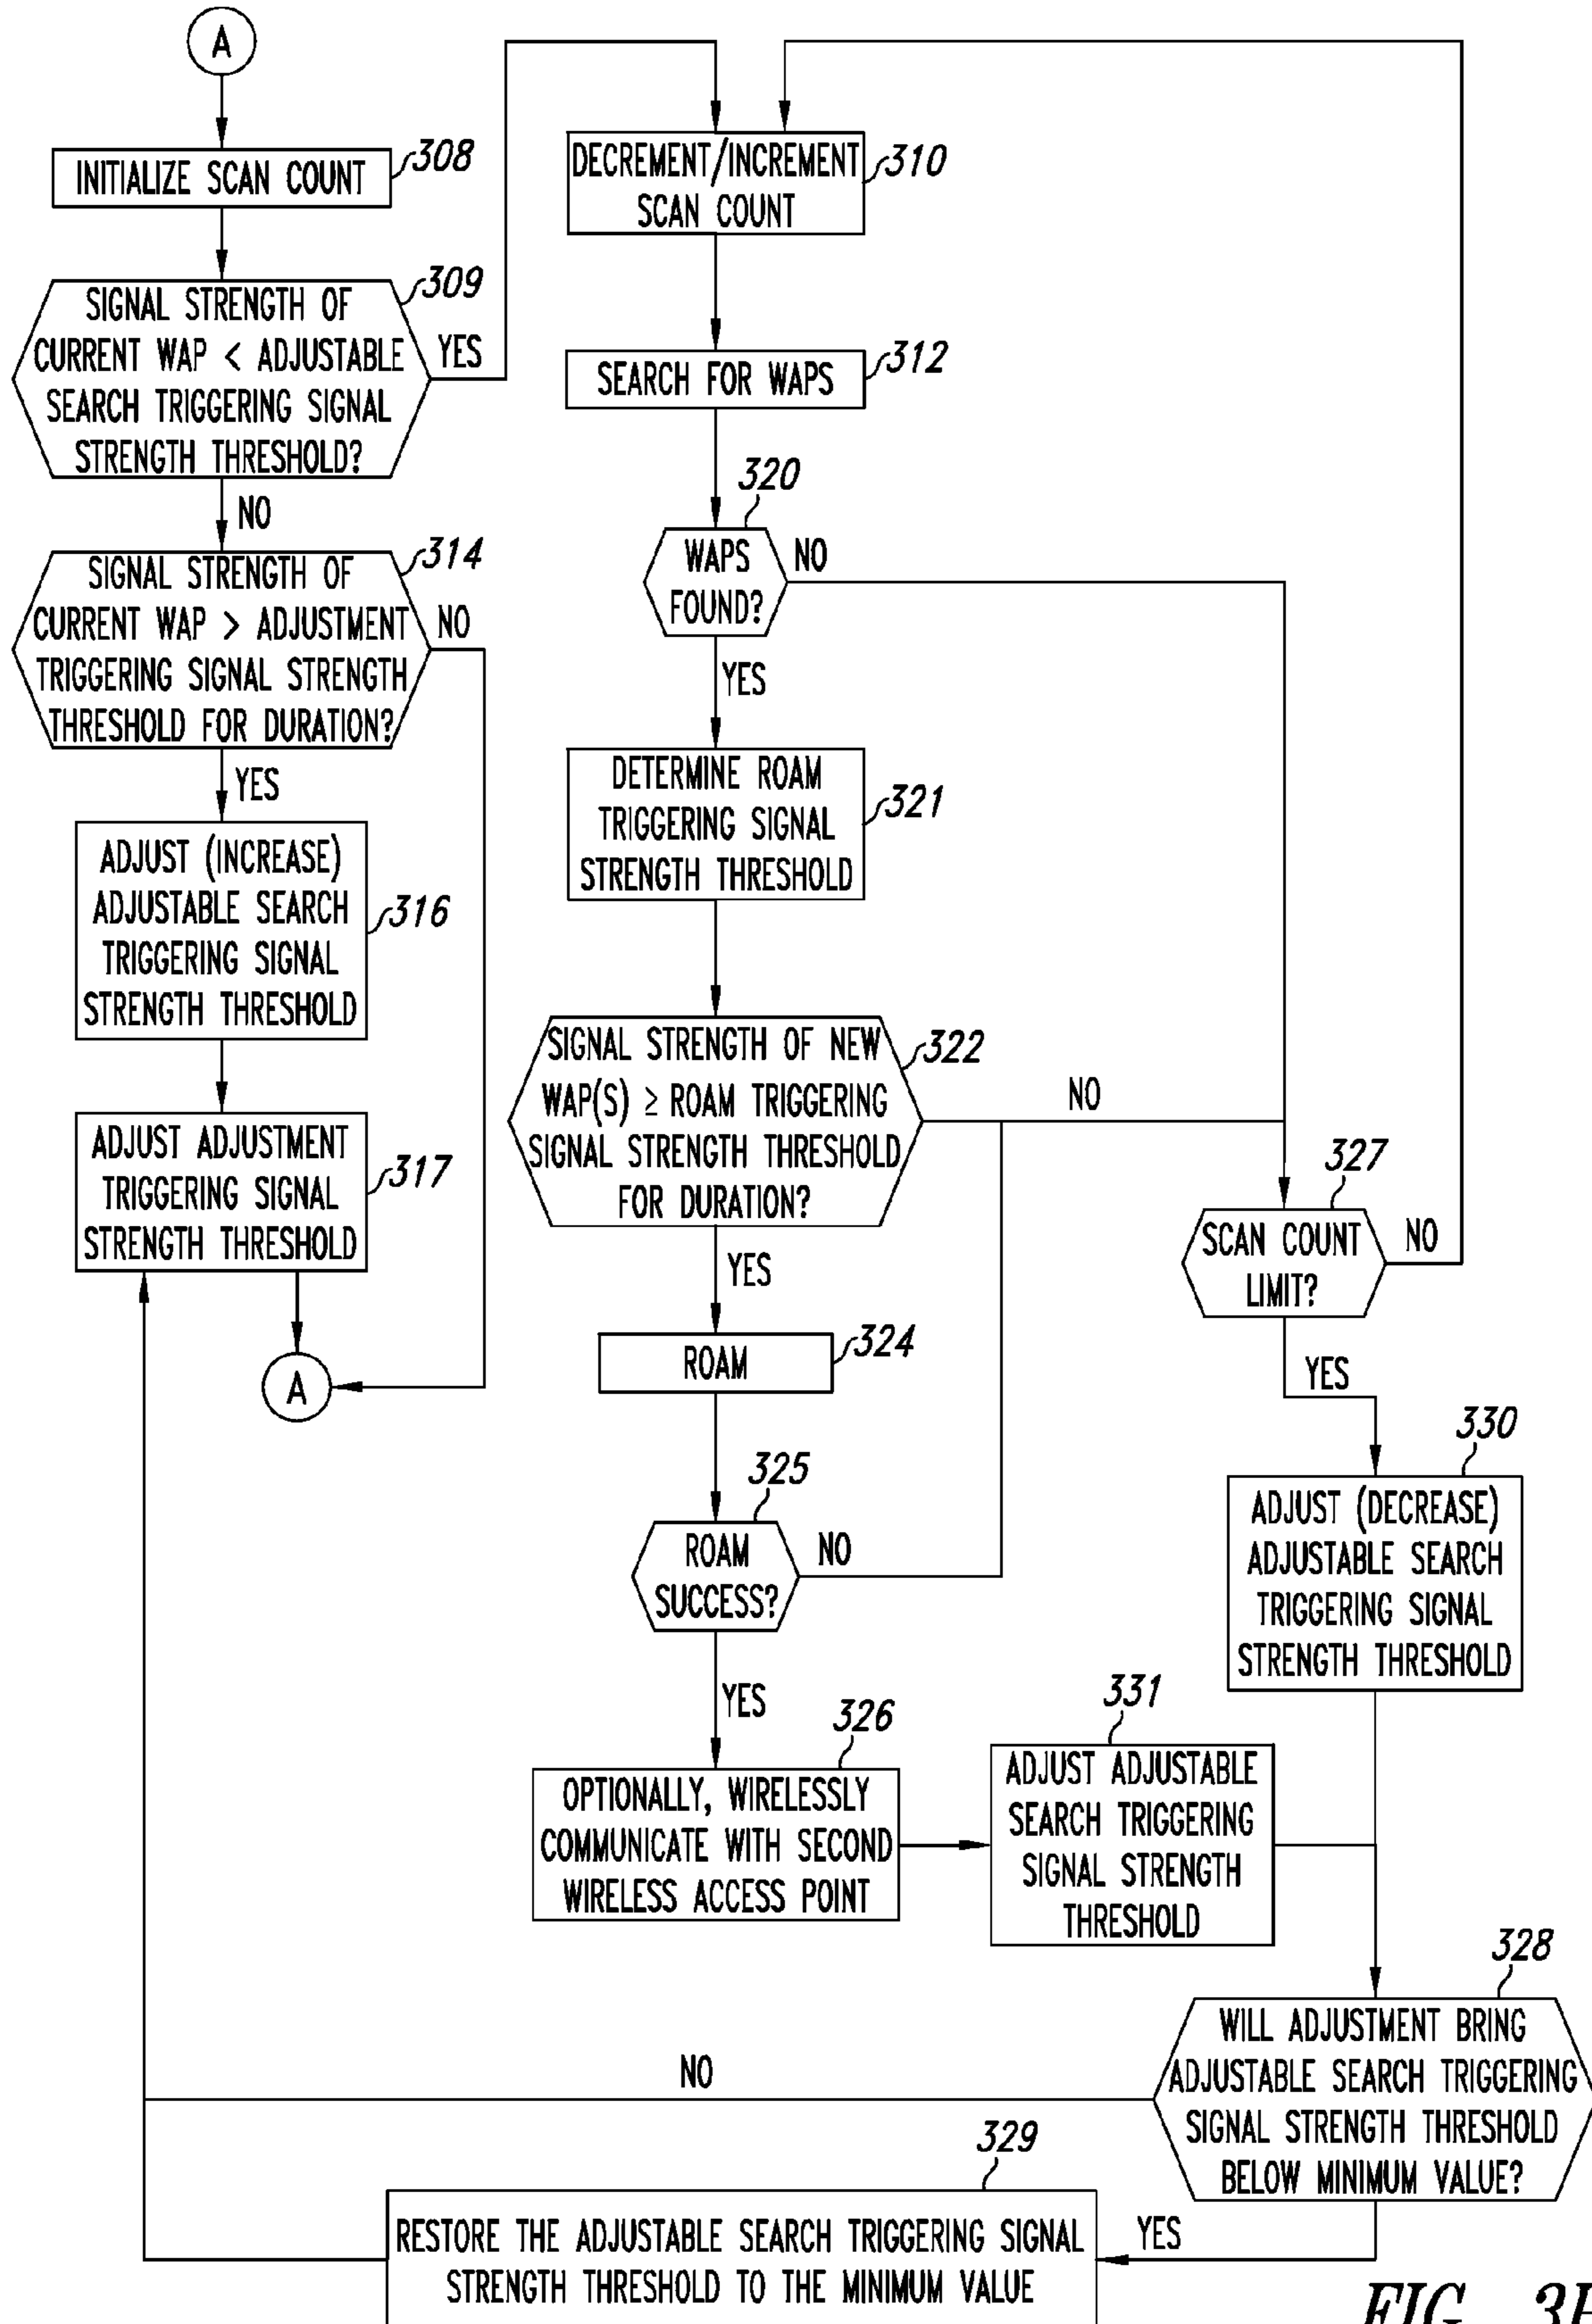 A
INITIALIZE SCAN COUNT
308
SIGNAL STRENGTH OF
CURRENT WAP < ADJUSTABLE
SEARCH TRIGGERING SIGNAL
STRENGTH THRESHOLD?
309
YES
NO
SIGNAL STRENGTH OF
CURRENT WAP > ADJUSTMENT
TRIGGERING SIGNAL STRENGTH
THRESHOLD FOR DURATION?
314
NO
YES
ADJUST (INCREASE)
ADJUSTABLE SEARCH
TRIGGERING SIGNAL
STRENGTH THRESHOLD
316
ADJUST ADJUSTMENT
TRIGGERING SIGNAL
STRENGTH THRESHOLD
317
A
DECREMENT/INCREMENT
SCAN COUNT
310
SEARCH FOR WAPS
312
320
WAPS
FOUND?
NO
YES
DETERMINE ROAM
TRIGGERING SIGNAL
STRENGTH THRESHOLD
321
SIGNAL STRENGTH OF NEW
WAP(S) ≥ ROAM TRIGGERING
SIGNAL STRENGTH THRESHOLD
FOR DURATION?
322
NO
YES
ROAM
324
325
ROAM
SUCCESS?
NO
YES
326
OPTIONALLY, WIRELESSLY
COMMUNICATE WITH SECOND
WIRELESS ACCESS POINT
331
ADJUST ADJUSTABLE
SEARCH TRIGGERING
SIGNAL STRENGTH
THRESHOLD
327
SCAN COUNT
LIMIT?
NO
YES
330
ADJUST (DECREASE)
ADJUSTABLE SEARCH
TRIGGERING SIGNAL
STRENGTH THRESHOLD
328
WILL ADJUSTMENT BRING
ADJUSTABLE SEARCH TRIGGERING
SIGNAL STRENGTH THRESHOLD
BELOW MINIMUM VALUE?
NO
YES
329
RESTORE THE ADJUSTABLE SEARCH TRIGGERING SIGNAL
STRENGTH THRESHOLD TO THE MINIMUM VALUE
FIG.